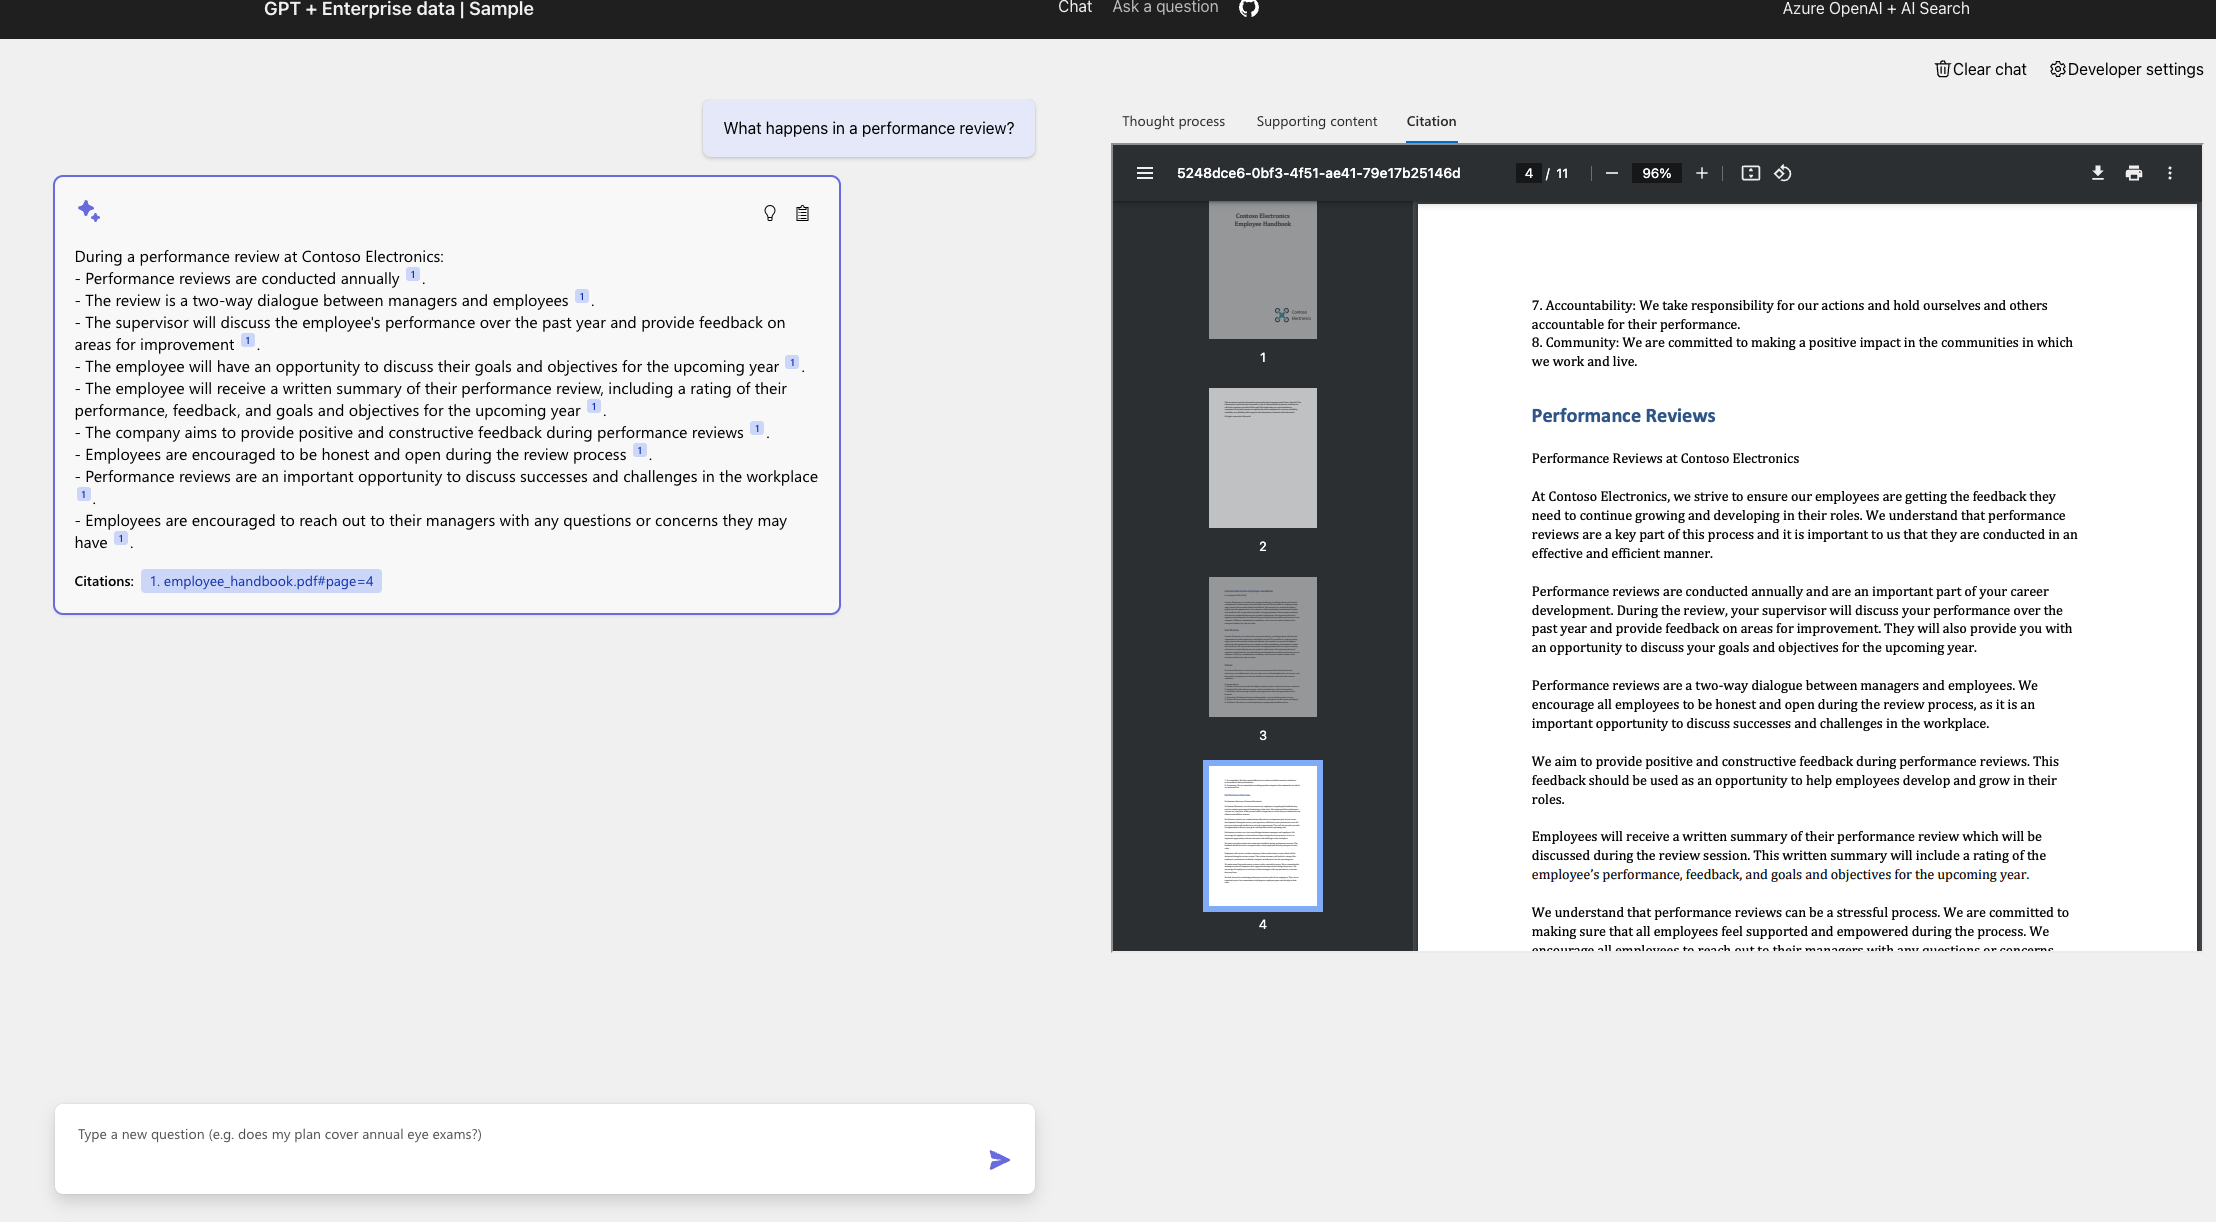 GPT + Enterprise data | Sample
Chat
Ask a question
Azure OpenAI + AI Search
Clear chat
Developer settings
What happens in a performance review?
During a performance review at Contoso Electronics:
- Performance reviews are conducted annually 1.
- The review is a two-way dialogue between managers and employees 1.
- The supervisor will discuss the employee's performance over the past year and provide feedback on
areas for improvement 1.
- The employee will have an opportunity to discuss their goals and objectives for the upcoming year 1.
- The employee will receive a written summary of their performance review, including a rating of their
performance, feedback, and goals and objectives for the upcoming year 1.
- The company aims to provide positive and constructive feedback during performance reviews 1.
- Employees are encouraged to be honest and open during the review process 1.
- Performance reviews are an important opportunity to discuss successes and challenges in the workplace
1.
- Employees are encouraged to reach out to their managers with any questions or concerns they may
have 1.
Citations: 1. employee_handbook.pdf#page=4
Type a new question (e.g. does my plan cover annual eye exams?)
Thought process
Supporting content
Citation
5248dce6-0bf3-4f51-ae41-79e17b25146d
4 / 11
96%
Contoso Electronics
Employee Handbook
Contoso
Electronics
1
2
3
4
7. Accountability: We take responsibility for our actions and hold ourselves and others
accountable for their performance.
8. Community: We are committed to making a positive impact in the communities in which
we work and live.
Performance Reviews
Performance Reviews at Contoso Electronics
At Contoso Electronics, we strive to ensure our employees are getting the feedback they
need to continue growing and developing in their roles. We understand that performance
reviews are a key part of this process and it is important to us that they are conducted in an
effective and efficient manner.
Performance reviews are conducted annually and are an important part of your career
development. During the review, your supervisor will discuss your performance over the
past year and provide feedback on areas for improvement. They will also provide you with
an opportunity to discuss your goals and objectives for the upcoming year.
Performance reviews are a two-way dialogue between managers and employees. We
encourage all employees to be honest and open during the review process, as it is an
important opportunity to discuss successes and challenges in the workplace.
We aim to provide positive and constructive feedback during performance reviews. This
feedback should be used as an opportunity to help employees develop and grow in their
roles.
Employees will receive a written summary of their performance review which will be
discussed during the review session. This written summary will include a rating of the
employee's performance, feedback, and goals and objectives for the upcoming year.
We understand that performance reviews can be a stressful process. We are committed to
making sure that all employees feel supported and empowered during the process. We
encourage all employees to reach out to their managers with any questions or concerns